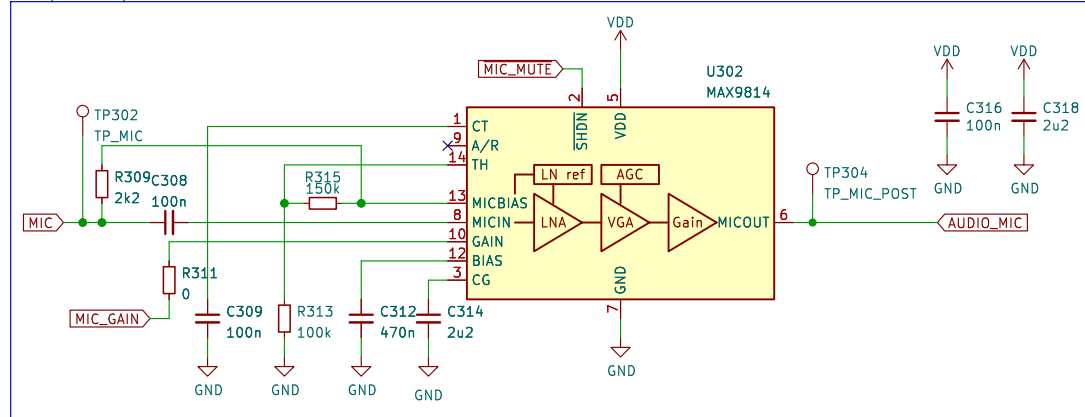 VDD
MIC_MUTE
U302
MAX9814
VDD
VDD
TP302
TP_MIC
2
5
C316
100n
C318
2u2
1
CT
SHDN
VDD
9
A/R
14
TH
R309
2k2
C308
100n
R315
150k
LN ref
AGC
TP304
TP_MIC_POST
GND
GND
13
MICBIAS
MIC
8
MICIN
LNA
VGA
Gain
MICOUT
6
AUDIO_MIC
10
GAIN
12
BIAS
R311
0
3
CG
GND
MIC_GAIN
C309
100n
R313
100k
C312
470n
C314
2u2
7
GND
GND
GND
GND
GND